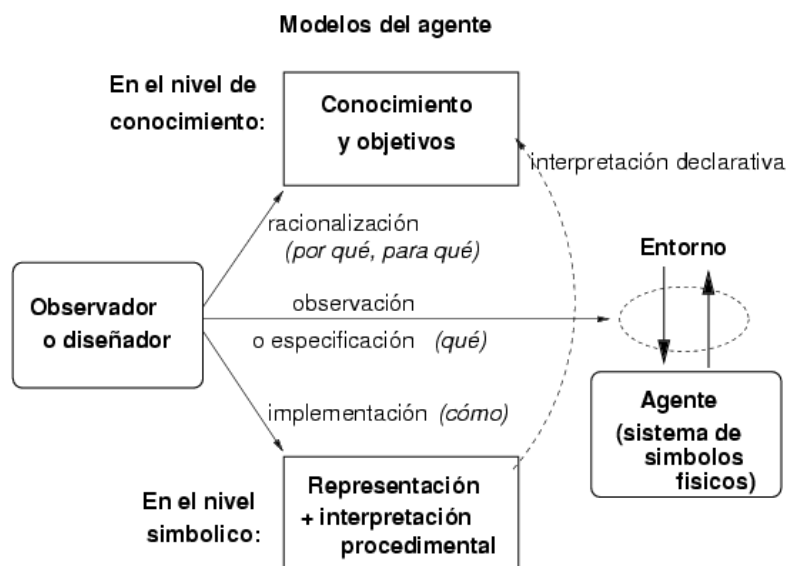 Modelos del agente
En el nivel de
conocimiento:
Conocimiento
y objetivos
interpretación declarativa
racionalización
(por qué, para qué)
Entorno
Observador
o diseñador
observación
o especificación (qué)
Agente
(sistema de
simbolos
fisicos)
implementación (cómo)
En el nivel
simbolico:
Representación
+ interpretación
procedimental